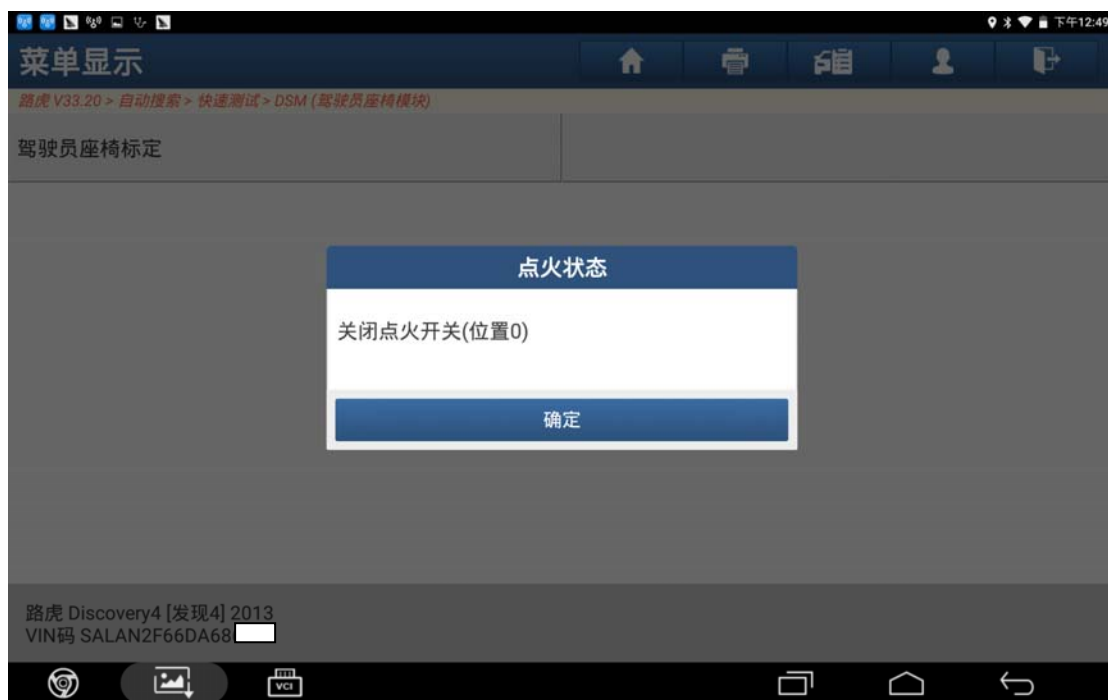 下午12:49
菜单显示
路虎 V33.20 > 自动搜索 > 快速测试 > DSM (驾驶员座椅模块)
驾驶员座椅标定
点火状态
关闭点火开关(位置0)
确定
路虎 Discovery4 [发现4] 2013
VIN码 SALAN2F66DA68
VCI